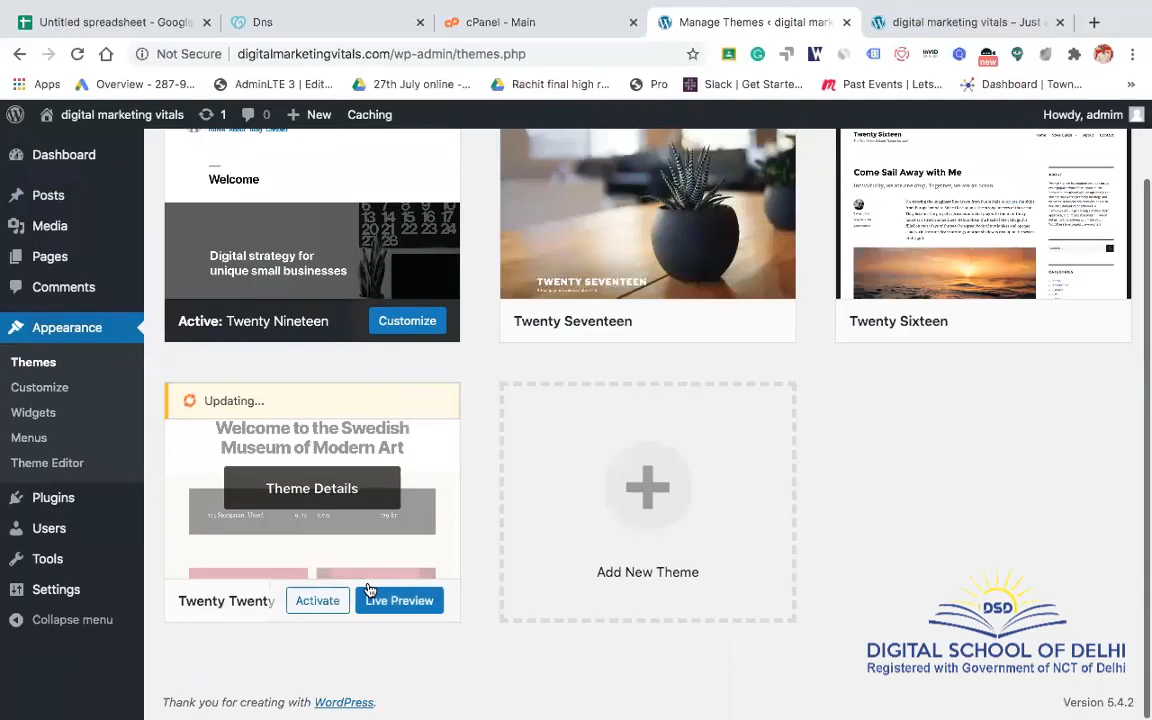 Untitled spreadsheet - Google
Dns
cPanel - Main
Manage Themes ‹ digital mark
digital marketing vitals – Just a
Not Secure
digitalmarketingvitals.com/wp-admin/themes.php
new
Apps
Overview - 287-9...
AdminLTE 3 | Edit...
27th July online -...
Rachit final high r...
Pro
Slack | Get Starte...
Past Events | Lets...
Dashboard | Town...
digital marketing vitals
1
0
New
Caching
Howdy, admim
Dashboard
Posts
Media
Pages
Comments
Appearance
Themes
Customize
Widgets
Menus
Theme Editor
Plugins
Users
Tools
Settings
Collapse menu
Welcome
Digital strategy for
unique small businesses
Active: Twenty Nineteen
Customize
TWENTY SEVENTEEN
Twenty Seventeen
Twenty Sixteen
Come Sail Away with Me
Twenty Sixteen
Updating...
Welcome to the Swedish
Museum of Modern Art
Theme Details
Twenty Twenty
Activate
Live Preview
Add New Theme
DSD
DIGITAL SCHOOL OF DELHI
Registered with Government of NCT of Delhi
Thank you for creating with WordPress.
Version 5.4.2